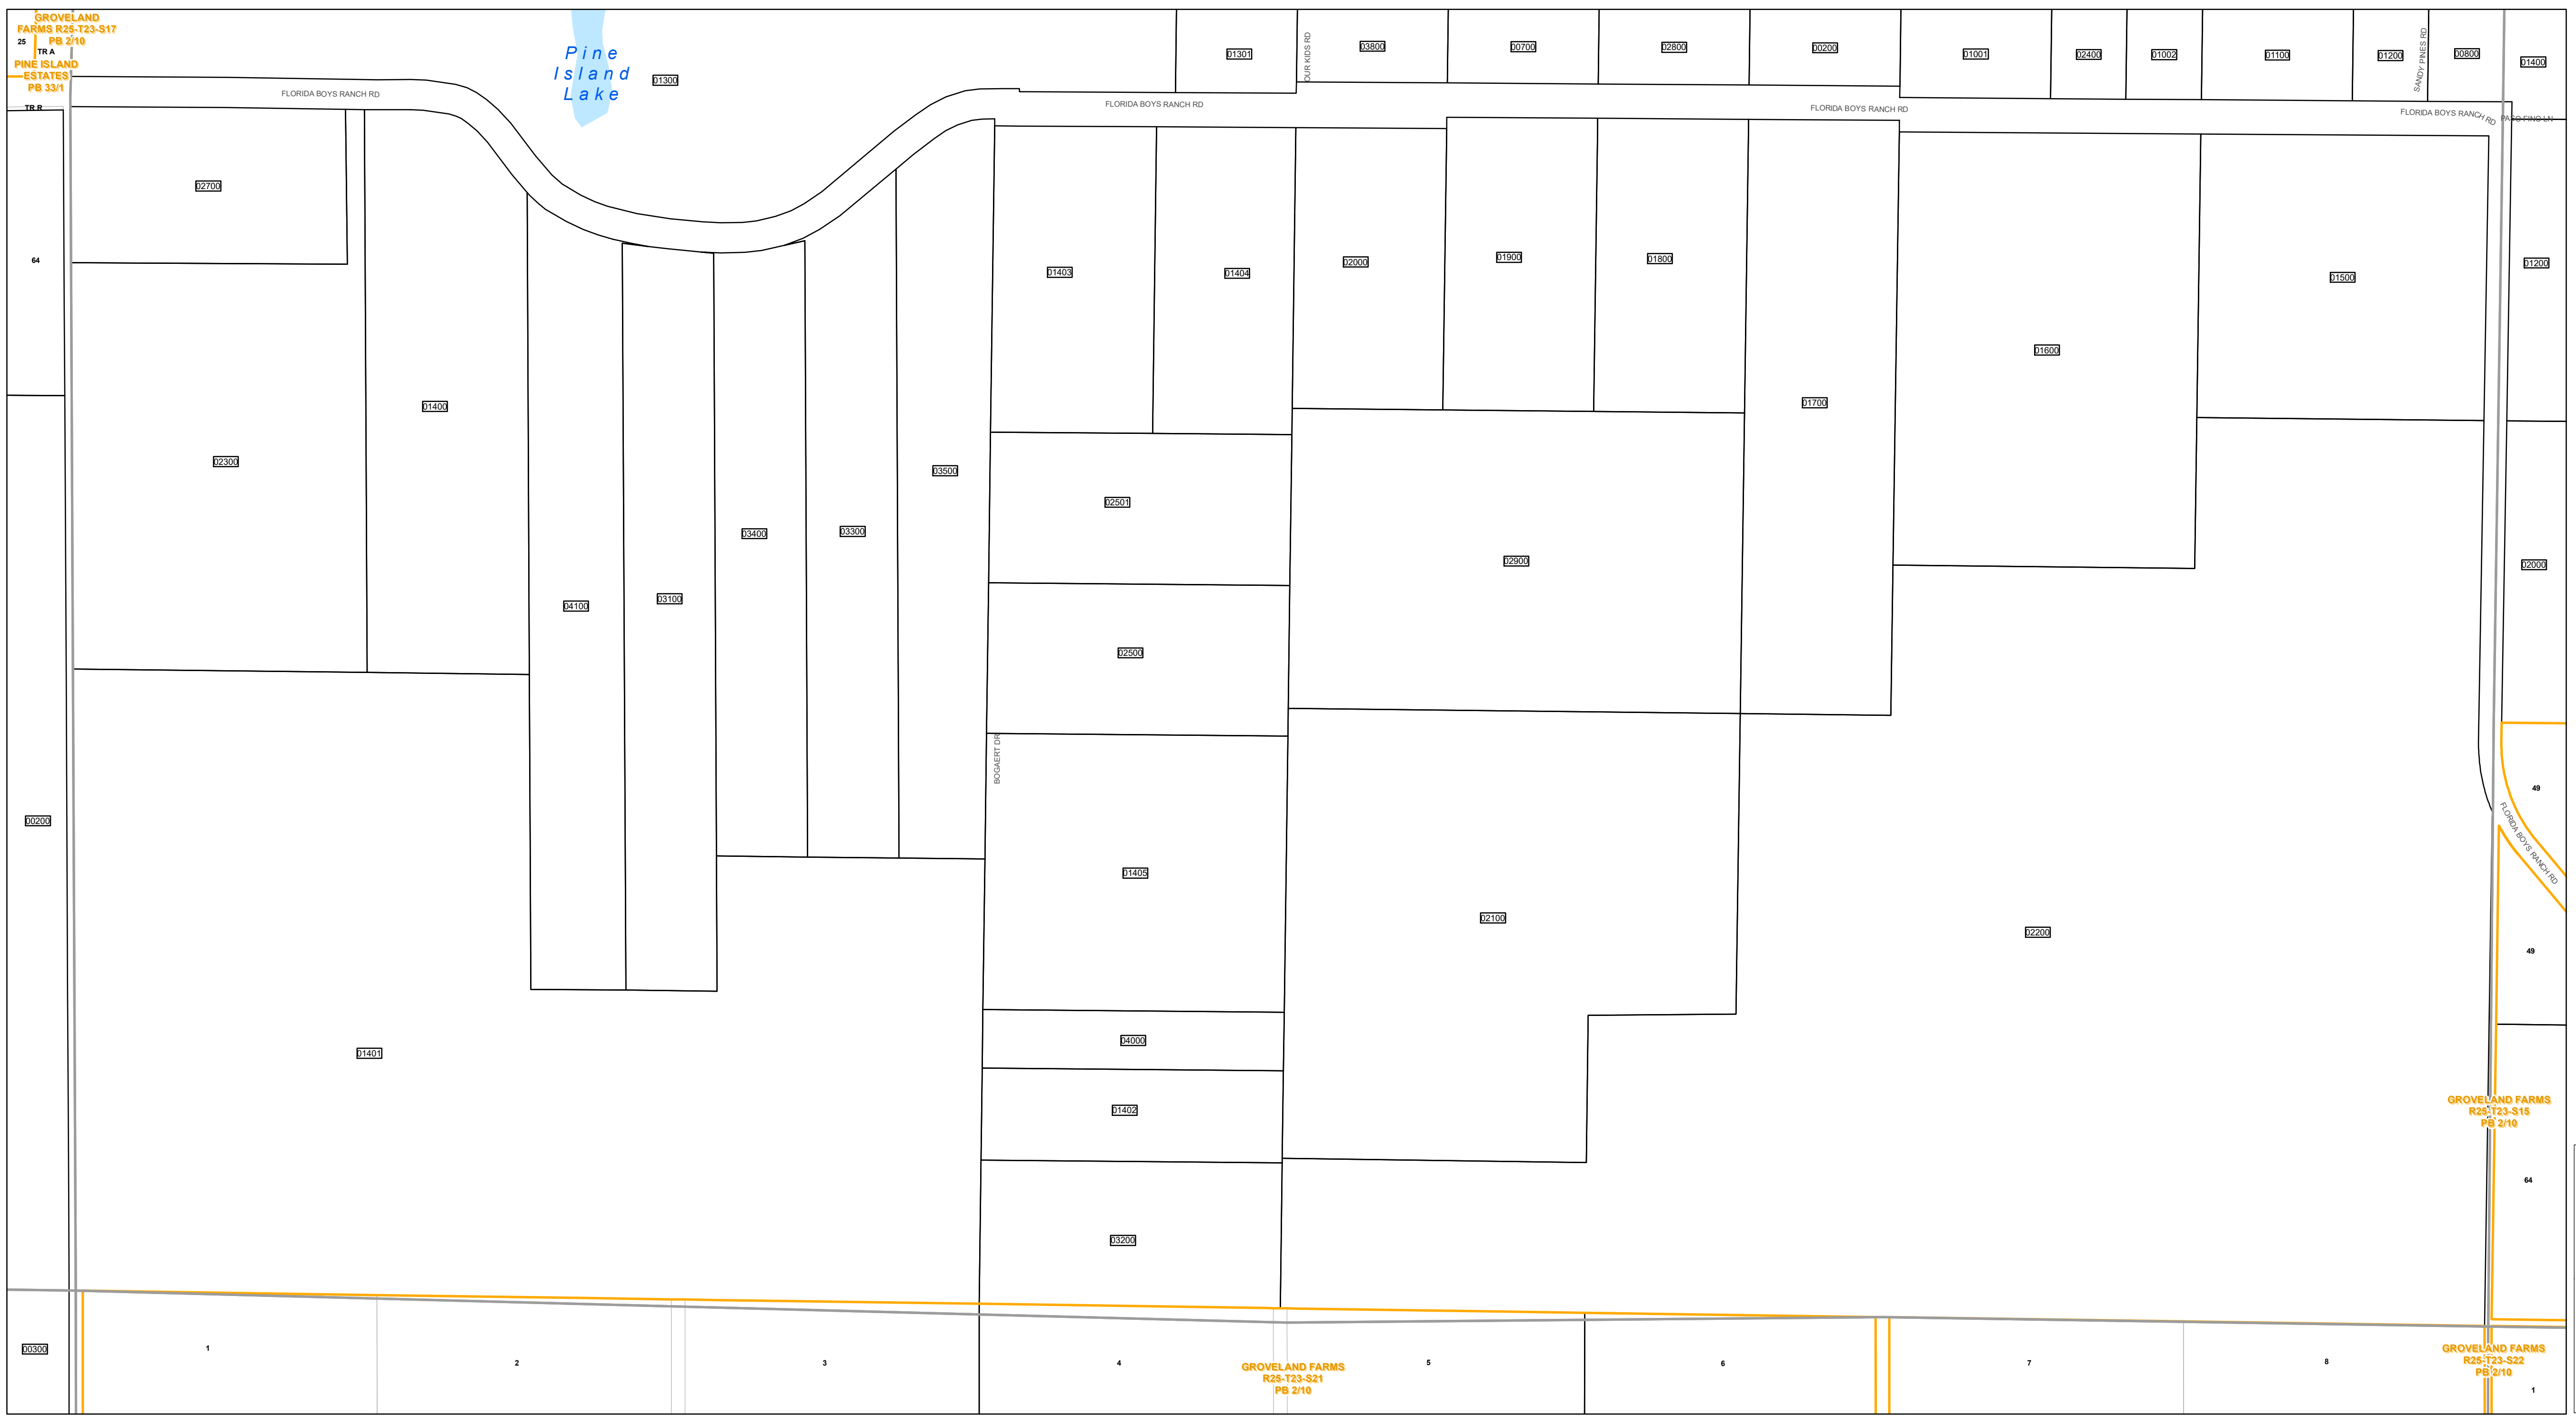 GROVELAND
FARMS R25-T23-S17
PB 2/10
25
TR A
PINE ISLAND
ESTATES
PB 33/1
TR R
Pine
Island
Lake
01300
01301
OUR KIDS RD
03800
00700
02800
00200
01001
02400
01002
01100
01200
SANDY PINES RD
00800
01400
FLORIDA BOYS RANCH RD
FLORIDA BOYS RANCH RD
FLORIDA BOYS RANCH RD
FLORIDA BOYS RANCH RD
PASO FINO LN
02700
64
01403
01404
02000
01900
01800
01500
01200
01600
01400
01700
02300
03500
02501
03400
03300
02900
02000
04100
03100
02500
BOGAERT DR
49
00200
FLORIDA BOYS RANCH RD
01405
02100
02200
49
04000
01401
01402
GROVELAND FARMS
R25-T23-S15
PB 2/10
64
03200
00300
1
2
3
4
GROVELAND FARMS
R25-T23-S21
PB 2/10
5
6
7
8
GROVELAND FARMS
R25-T23-S22
PB 2/10
1